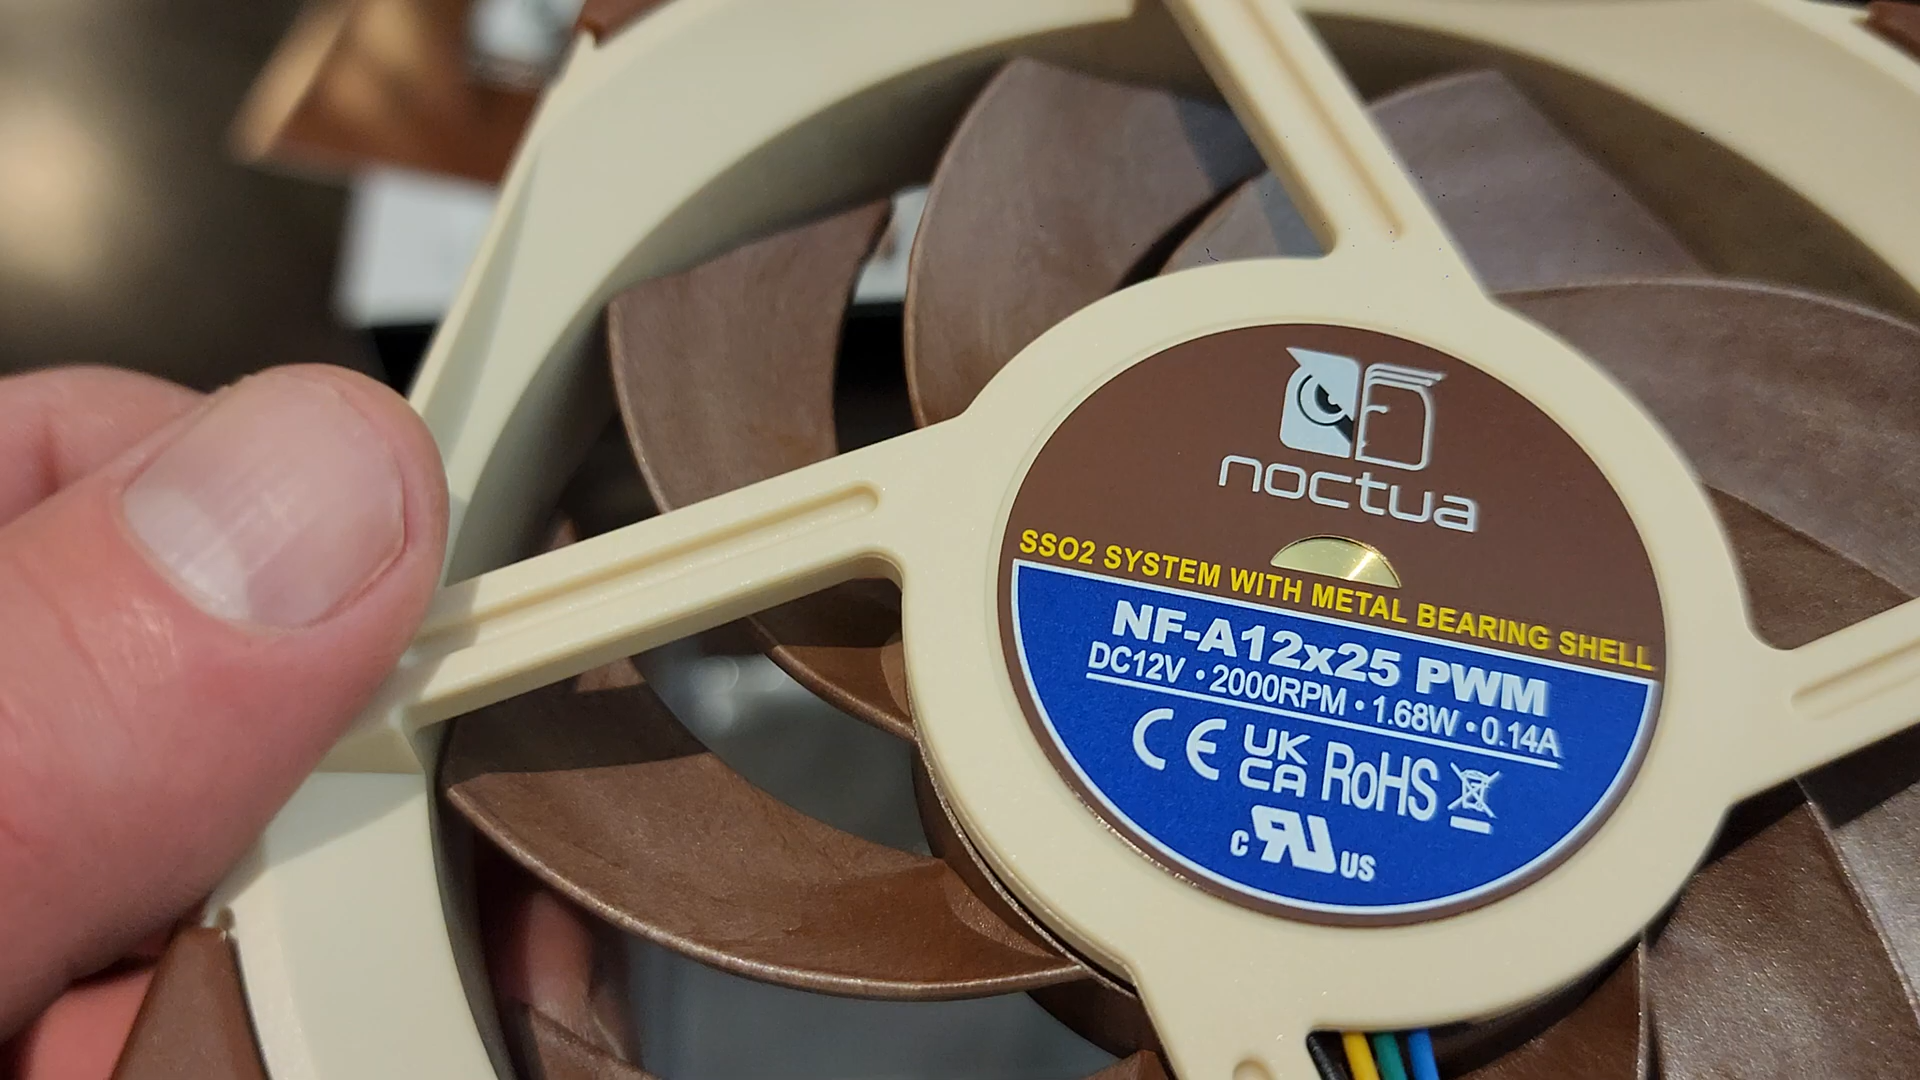 noctua
SSO2 SYSTEM WITH METAL BEARING SHELL
NF-A12x25 PWM
DC12V • 2000RPM • 1.68W • 0.14A
CE UK CA RoHS
c RU US